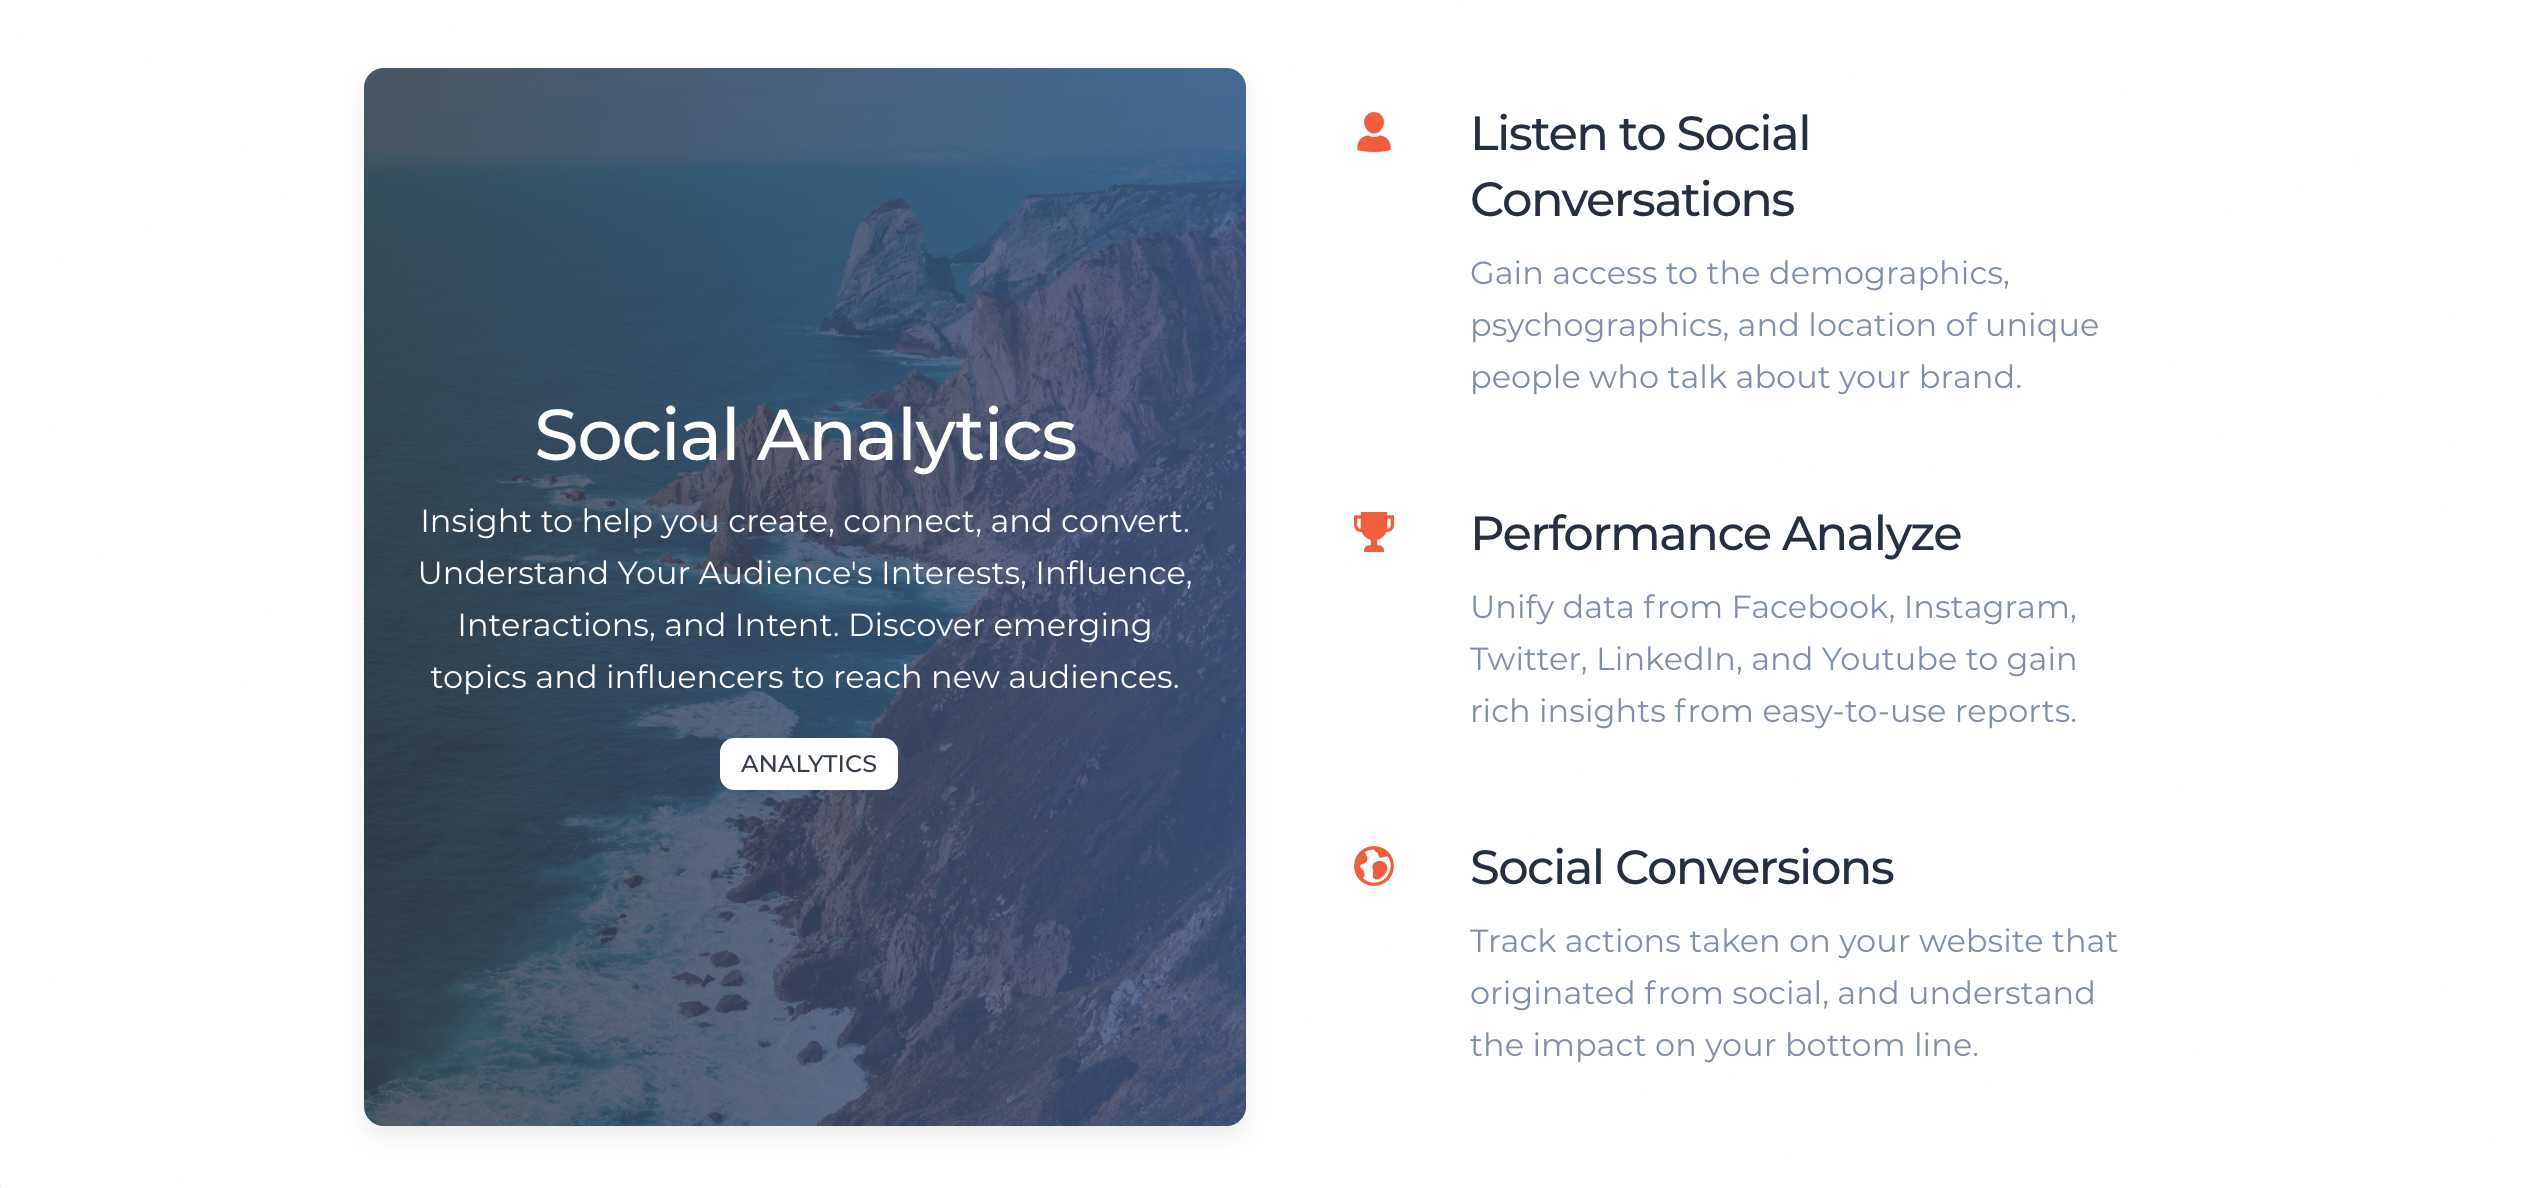 Social Analytics
Insight to help you create, connect, and convert.
Understand Your Audience's Interests, Influence,
Interactions, and Intent. Discover emerging
topics and influencers to reach new audiences.
ANALYTICS
Listen to Social
Conversations
Gain access to the demographics,
psychographics, and location of unique
people who talk about your brand.
Performance Analyze
Unify data from Facebook, Instagram,
Twitter, LinkedIn, and Youtube to gain
rich insights from easy-to-use reports.
Social Conversions
Track actions taken on your website that
originated from social, and understand
the impact on your bottom line.